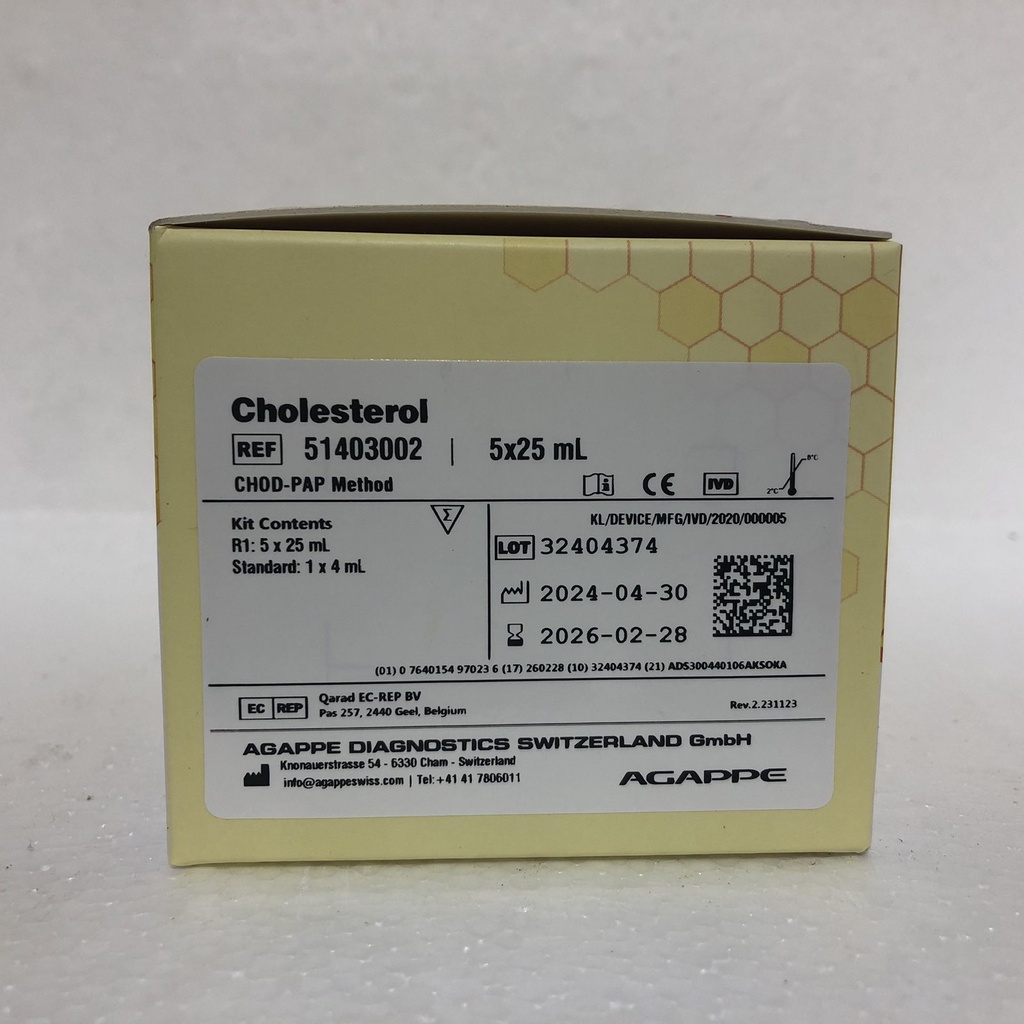 Cholesterol
REF 51403002 | 5x25 mL
CHOD-PAP Method
i CE IVD 2°C 8°C
Kit Contents
R1: 5 x 25 mL
Standard: 1 x 4 mL
Σ
KL/DEVICE/MFG/IVD/2020/000005
LOT 32404374
2024-04-30
2026-02-28
(01) 0 7640154 97023 6 (17) 260228 (10) 32404374 (21) ADS300440106AKSOKA
EC REP Qarad EC-REP BV
Pas 257, 2440 Geel, Belgium
Rev.2.231123
AGAPPE DIAGNOSTICS SWITZERLAND GmbH
Knonauerstrasse 54 - 6330 Cham - Switzerland
info@agappeswiss.com | Tel: +41 41 7806011
AGAPPE